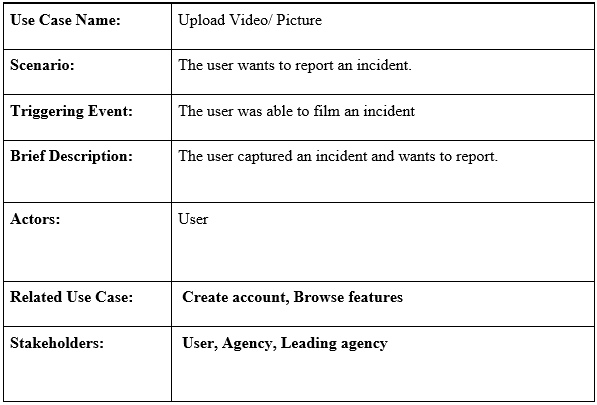 Use Case Name: Upload Video/ Picture
Scenario: The user wants to report an incident.
Triggering Event: The user was able to film an incident
Brief Description: The user captured an incident and wants to report.
Actors: User
Related Use Case: Create account, Browse features
Stakeholders: User, Agency, Leading agency